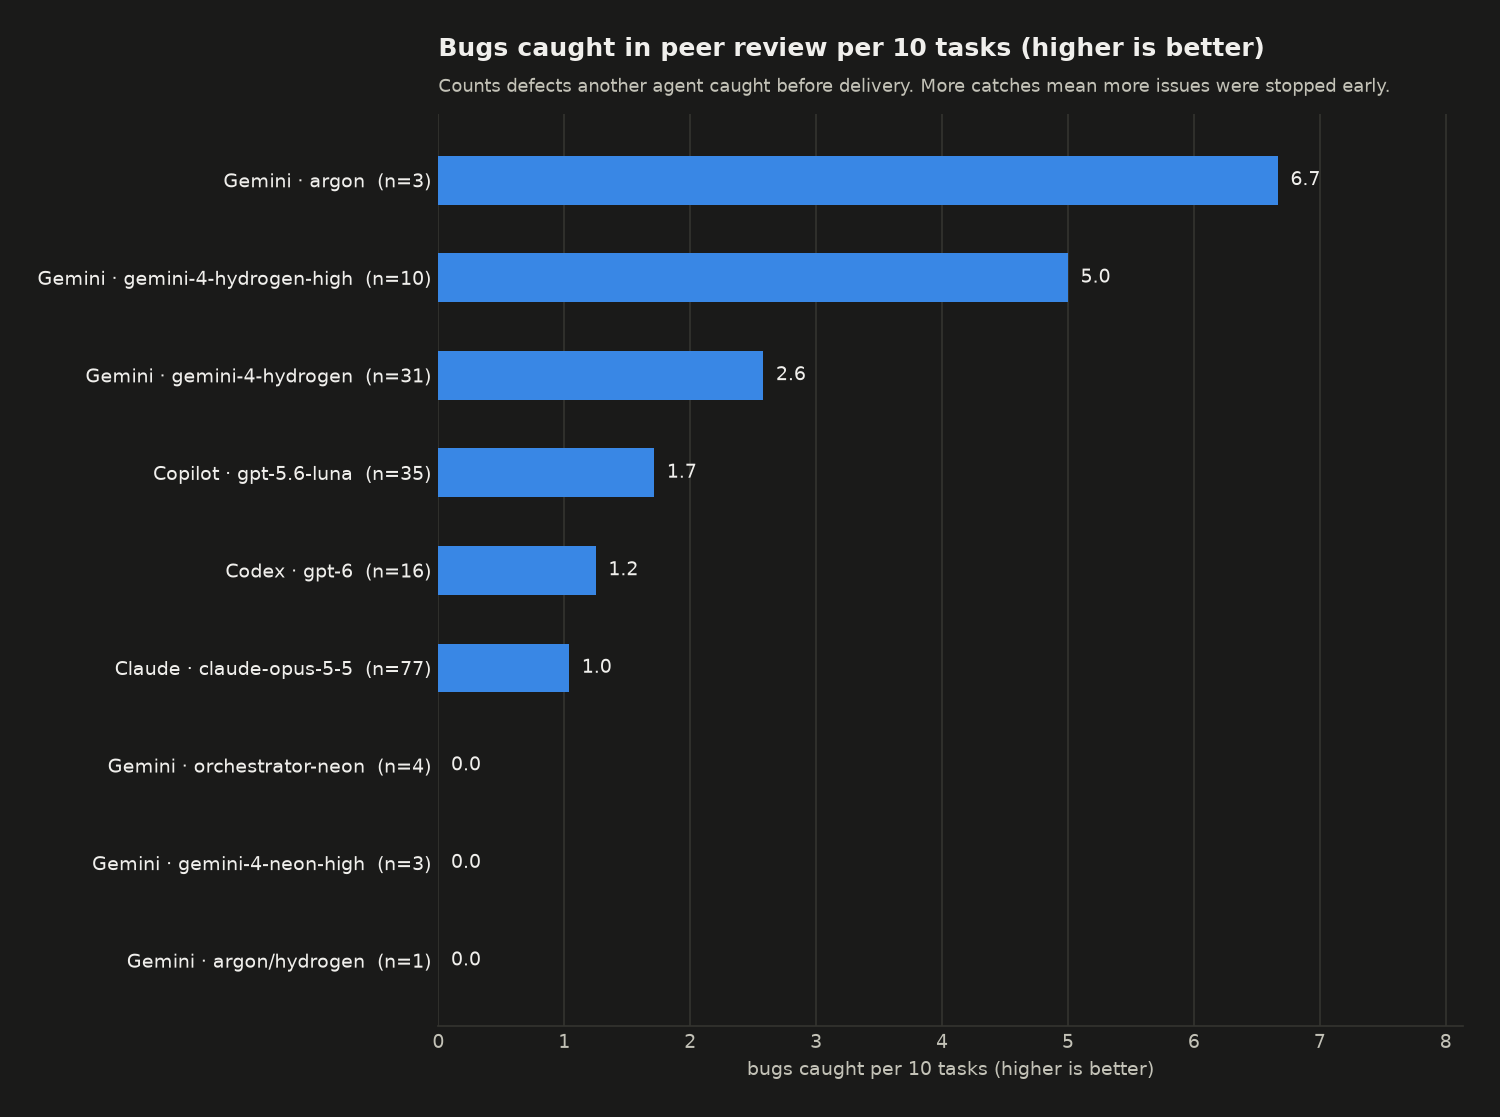 Bugs caught in peer review per 10 tasks (higher is better)
Counts defects another agent caught before delivery. More catches mean more issues were stopped early.
Gemini · argon (n=3) 6.7
Gemini · gemini-4-hydrogen-high (n=10) 5.0
Gemini · gemini-4-hydrogen (n=31) 2.6
Copilot · gpt-5.6-luna (n=35) 1.7
Codex · gpt-6 (n=16) 1.2
Claude · claude-opus-5-5 (n=77) 1.0
Gemini · orchestrator-neon (n=4) 0.0
Gemini · gemini-4-neon-high (n=3) 0.0
Gemini · argon/hydrogen (n=1) 0.0
0 1 2 3 4 5 6 7 8
bugs caught per 10 tasks (higher is better)